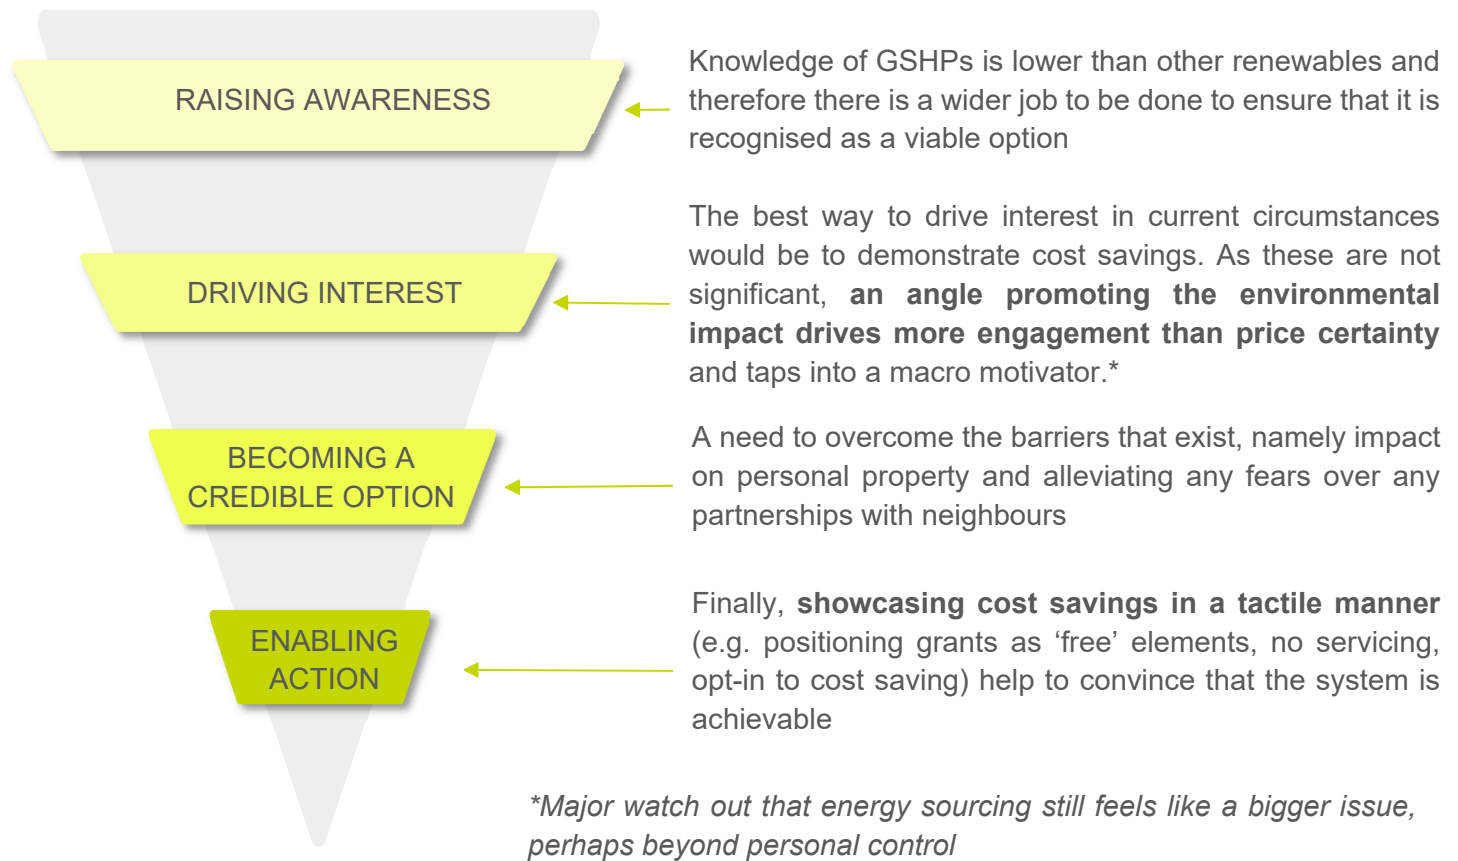 RAISING AWARENESS
Knowledge of GSHPs is lower than other renewables and
therefore there is a wider job to be done to ensure that it is
recognised as a viable option
DRIVING INTEREST
The best way to drive interest in current circumstances
would be to demonstrate cost savings. As these are not
significant, an angle promoting the environmental
impact drives more engagement than price certainty
and taps into a macro motivator.*
BECOMING A
CREDIBLE OPTION
A need to overcome the barriers that exist, namely impact
on personal property and alleviating any fears over any
partnerships with neighbours
ENABLING
ACTION
Finally, showcasing cost savings in a tactile manner
(e.g. positioning grants as ‘free’ elements, no servicing,
opt-in to cost saving) help to convince that the system is
achievable
*Major watch out that energy sourcing still feels like a bigger issue,
perhaps beyond personal control